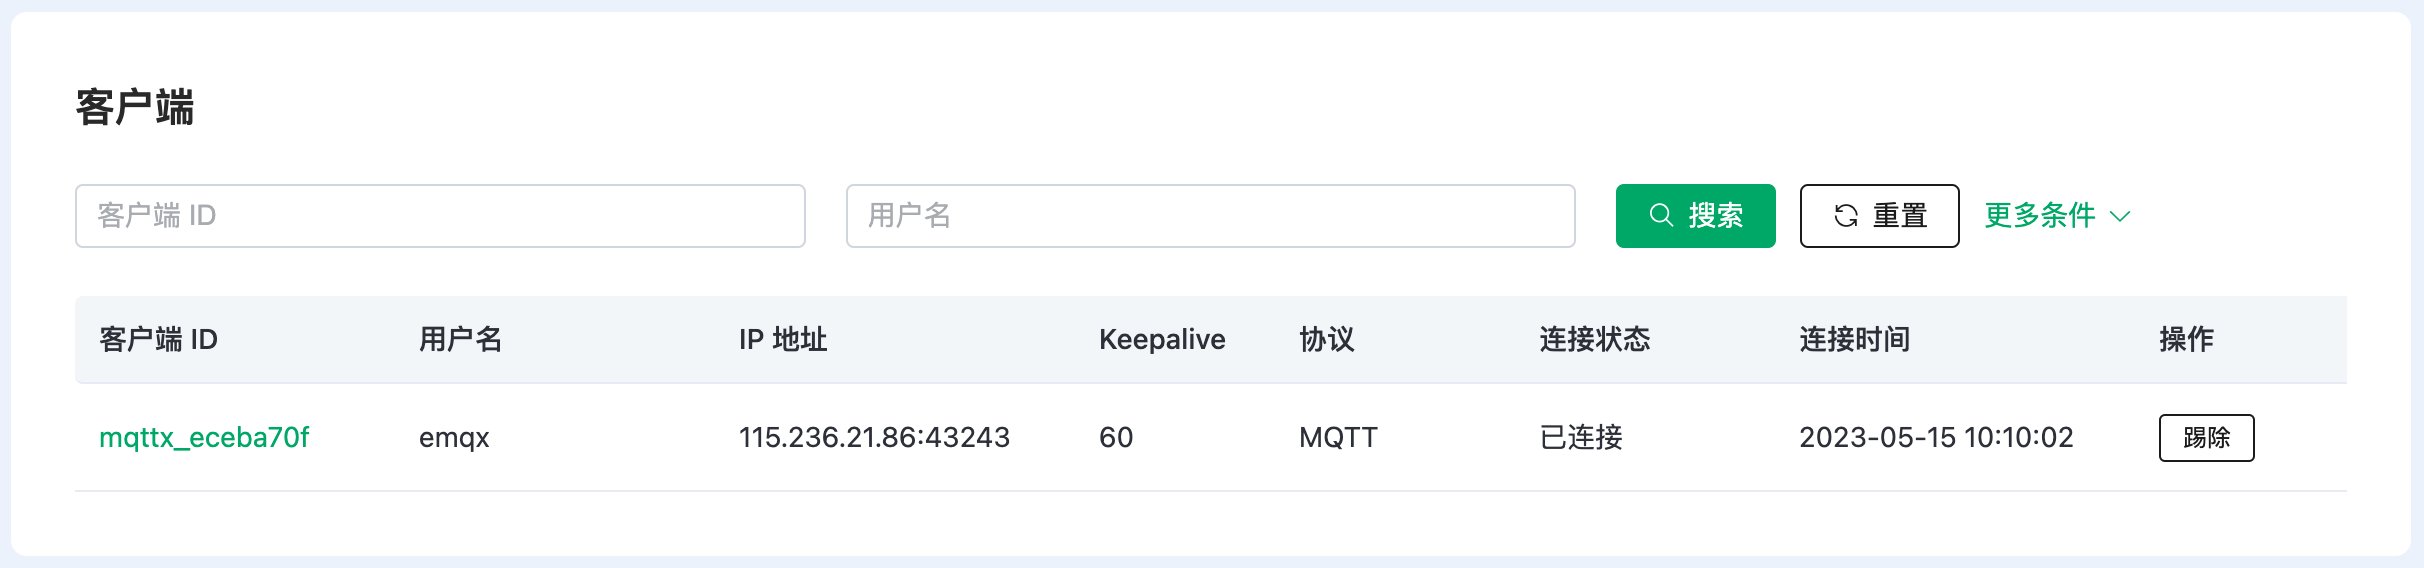 客户端
客户端 ID 用户名 搜索 重置 更多条件
客户端 ID 用户名 IP 地址 Keepalive 协议 连接状态 连接时间 操作
mqttx_eceba70f emqx 115.236.21.86:43243 60 MQTT 已连接 2023-05-15 10:10:02 踢除